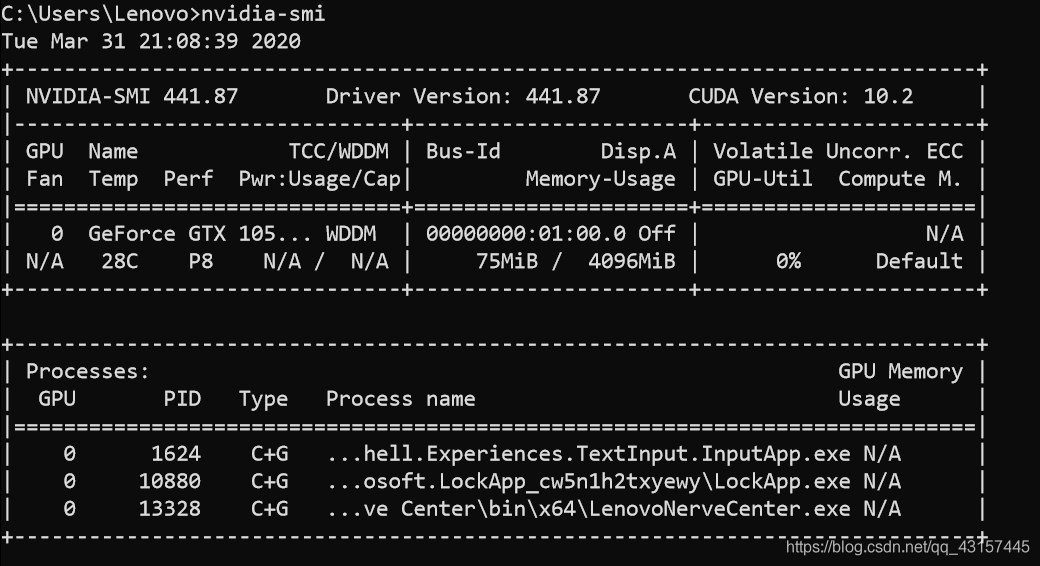 C:\Users\Lenovo>nvidia-smi
Tue Mar 31 21:08:39 2020
+-----------------------------------------------------------------------------+
| NVIDIA-SMI 441.87       Driver Version: 441.87       CUDA Version: 10.2     |
|-------------------------------+----------------------+----------------------+
| GPU  Name            TCC/WDDM | Bus-Id        Disp.A | Volatile Uncorr. ECC |
| Fan  Temp  Perf  Pwr:Usage/Cap|         Memory-Usage | GPU-Util  Compute M. |
|===============================+======================+======================|
|   0  GeForce GTX 105... WDDM  | 00000000:01:00.0 Off |                  N/A |
| N/A   28C    P8    N/A /  N/A |     75MiB /  4096MiB |      0%      Default |
+-------------------------------+----------------------+----------------------+
+-----------------------------------------------------------------------------+
| Processes:                                                       GPU Memory |
|  GPU       PID   Type   Process name                             Usage      |
|=============================================================================|
|    0      1624    C+G   ...hell.Experiences.TextInput.InputApp.exe N/A      |
|    0     10880    C+G   ...osoft.LockApp_cw5n1h2txyewy\LockApp.exe N/A      |
|    0     13328    C+G   ...ve Center\bin\x64\LenovoNerveCenter.exe N/A      |
+-----------------------------------------------------------------------------+
https://blog.csdn.net/qq_43157445